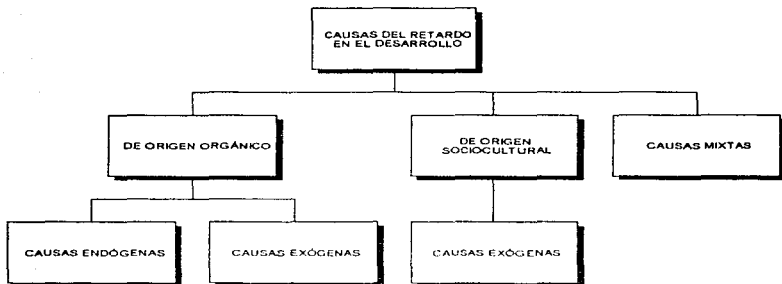 CAUSAS DEL RETARDO
EN EL DESARROLLO
DE ORIGEN ORGÁNICO
DE ORIGEN
SOCIOCULTURAL
CAUSAS MIXTAS
CAUSAS ENDÓGENAS
CAUSAS EXÓGENAS
CAUSAS EXÓGENAS